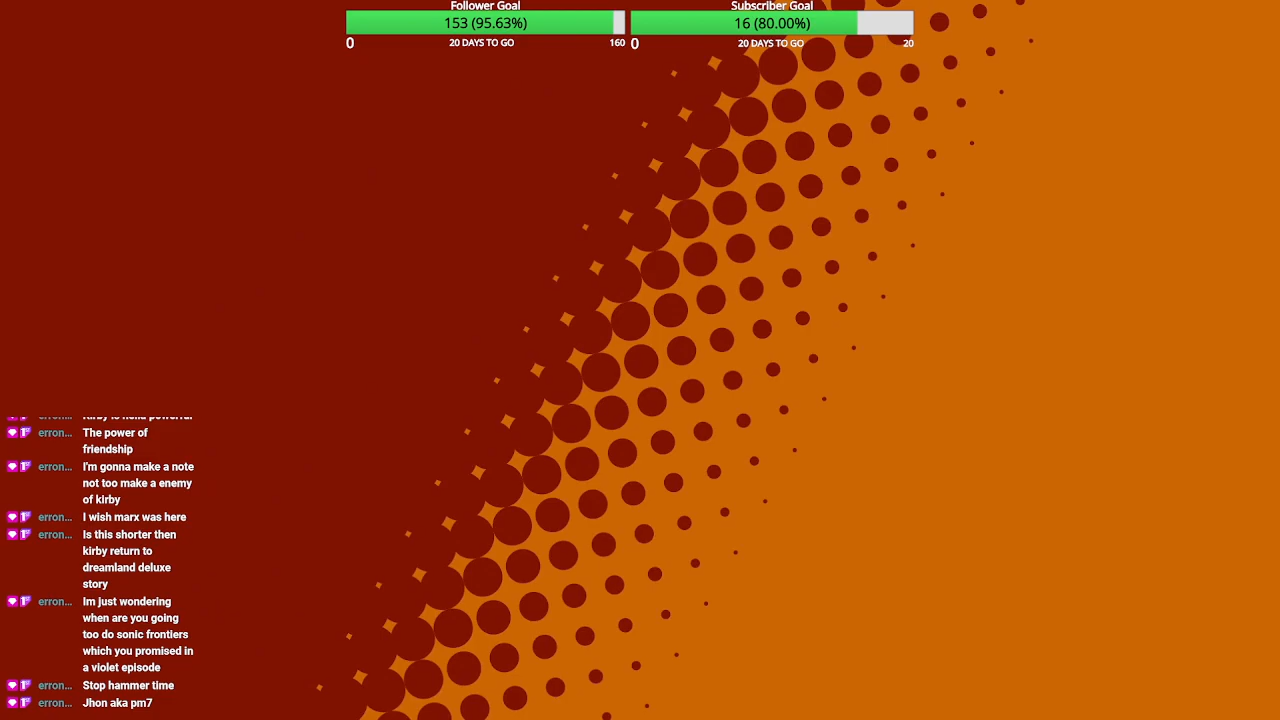 Follower Goal
Subscriber Goal
153 (95.63%)
16 (80.00%)
0
20 DAYS TO GO
160
0
20 DAYS TO GO
20
Kirby is hella powerful
erron... The power of
friendship
erron... I'm gonna make a note
not too make a enemy
of kirby
erron... I wish marx was here
erron... Is this shorter then
kirby return to
dreamland deluxe
story
erron... Im just wondering
when are you going
too do sonic frontiers
which you promised in
a violet episode
erron... Stop hammer time
erron... Jhon aka pm7